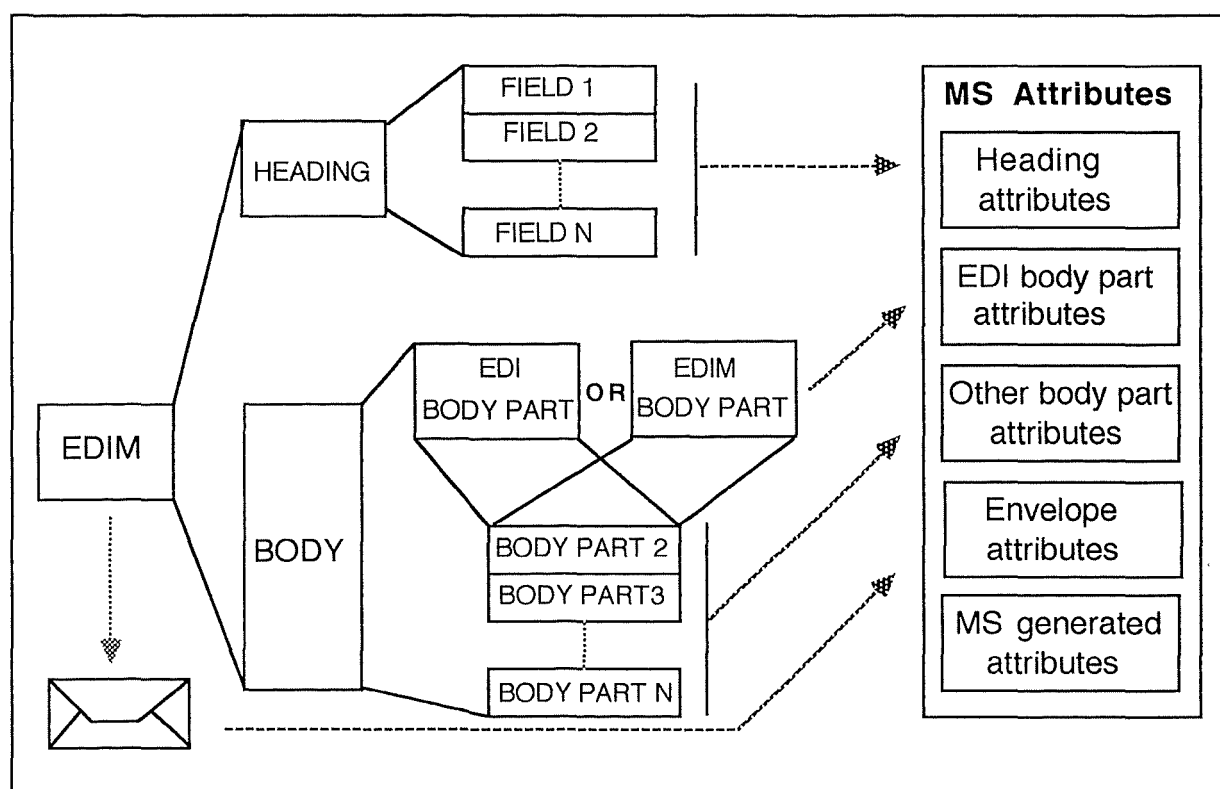 EDIM
HEADING
FIELD 1
FIELD 2
FIELD N
BODY
EDI
BODY PART
OR
EDIM
BODY PART
BODY PART 2
BODY PART3
BODY PART N
MS Attributes
Heading
attributes
EDI body part
attributes
Other body part
attributes
Envelope
attributes
MS generated
attributes